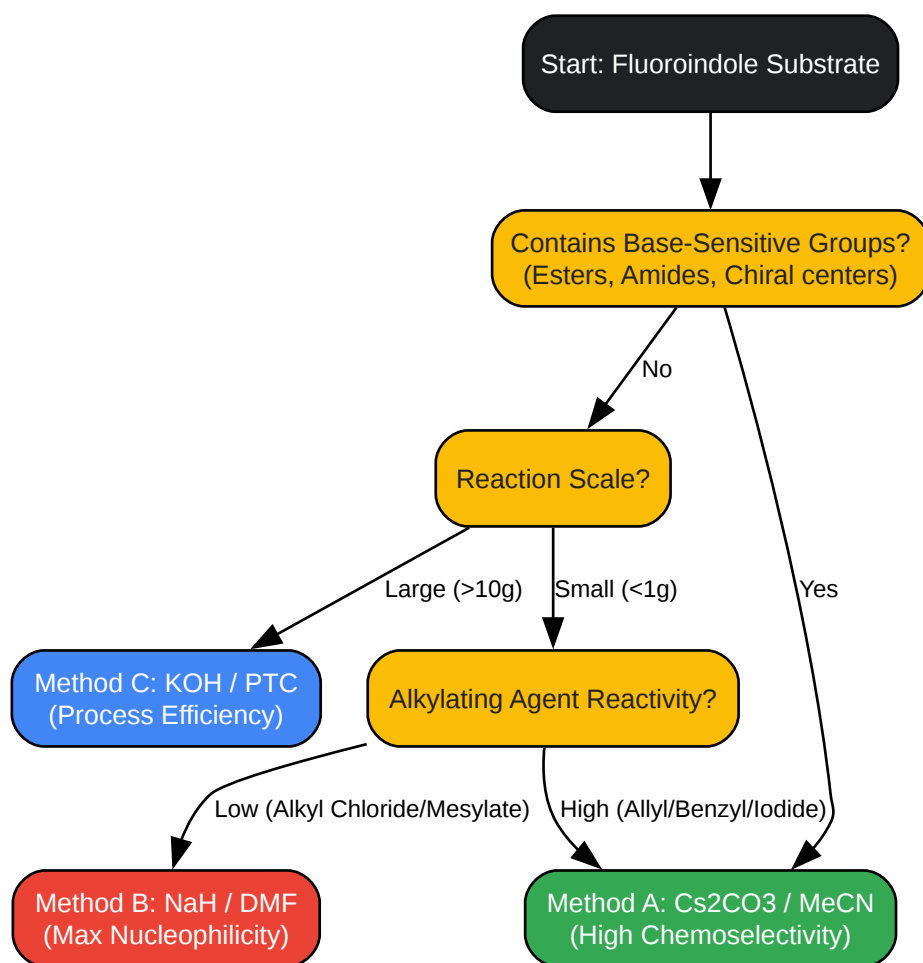 Start: Fluoroindole Substrate
Contains Base-Sensitive Groups?
(Esters, Amides, Chiral centers)
No
Reaction Scale?
Large (>10g)
Small (<1g)
Yes
Method C: KOH / PTC
(Process Efficiency)
Alkylating Agent Reactivity?
Low (Alkyl Chloride/Mesylate)
High (Allyl/Benzyl/Iodide)
Method B: NaH / DMF
(Max Nucleophilicity)
Method A: Cs2CO3 / MeCN
(High Chemoselectivity)